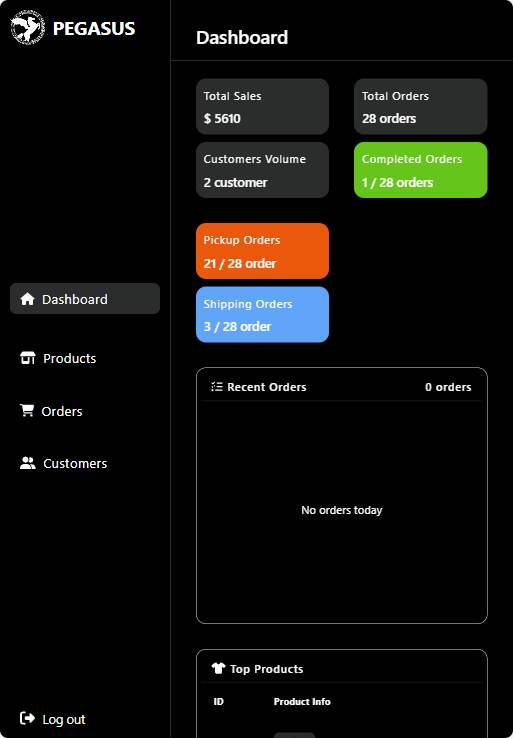 PEGASUS
Dashboard
Products
Orders
Customers
Log out
Dashboard
Total Sales
$ 5610
Total Orders
28 orders
Customers Volume
2 customer
Completed Orders
1 / 28 orders
Pickup Orders
21 / 28 order
Shipping Orders
3 / 28 order
Recent Orders 0 orders
No orders today
Top Products
ID Product Info